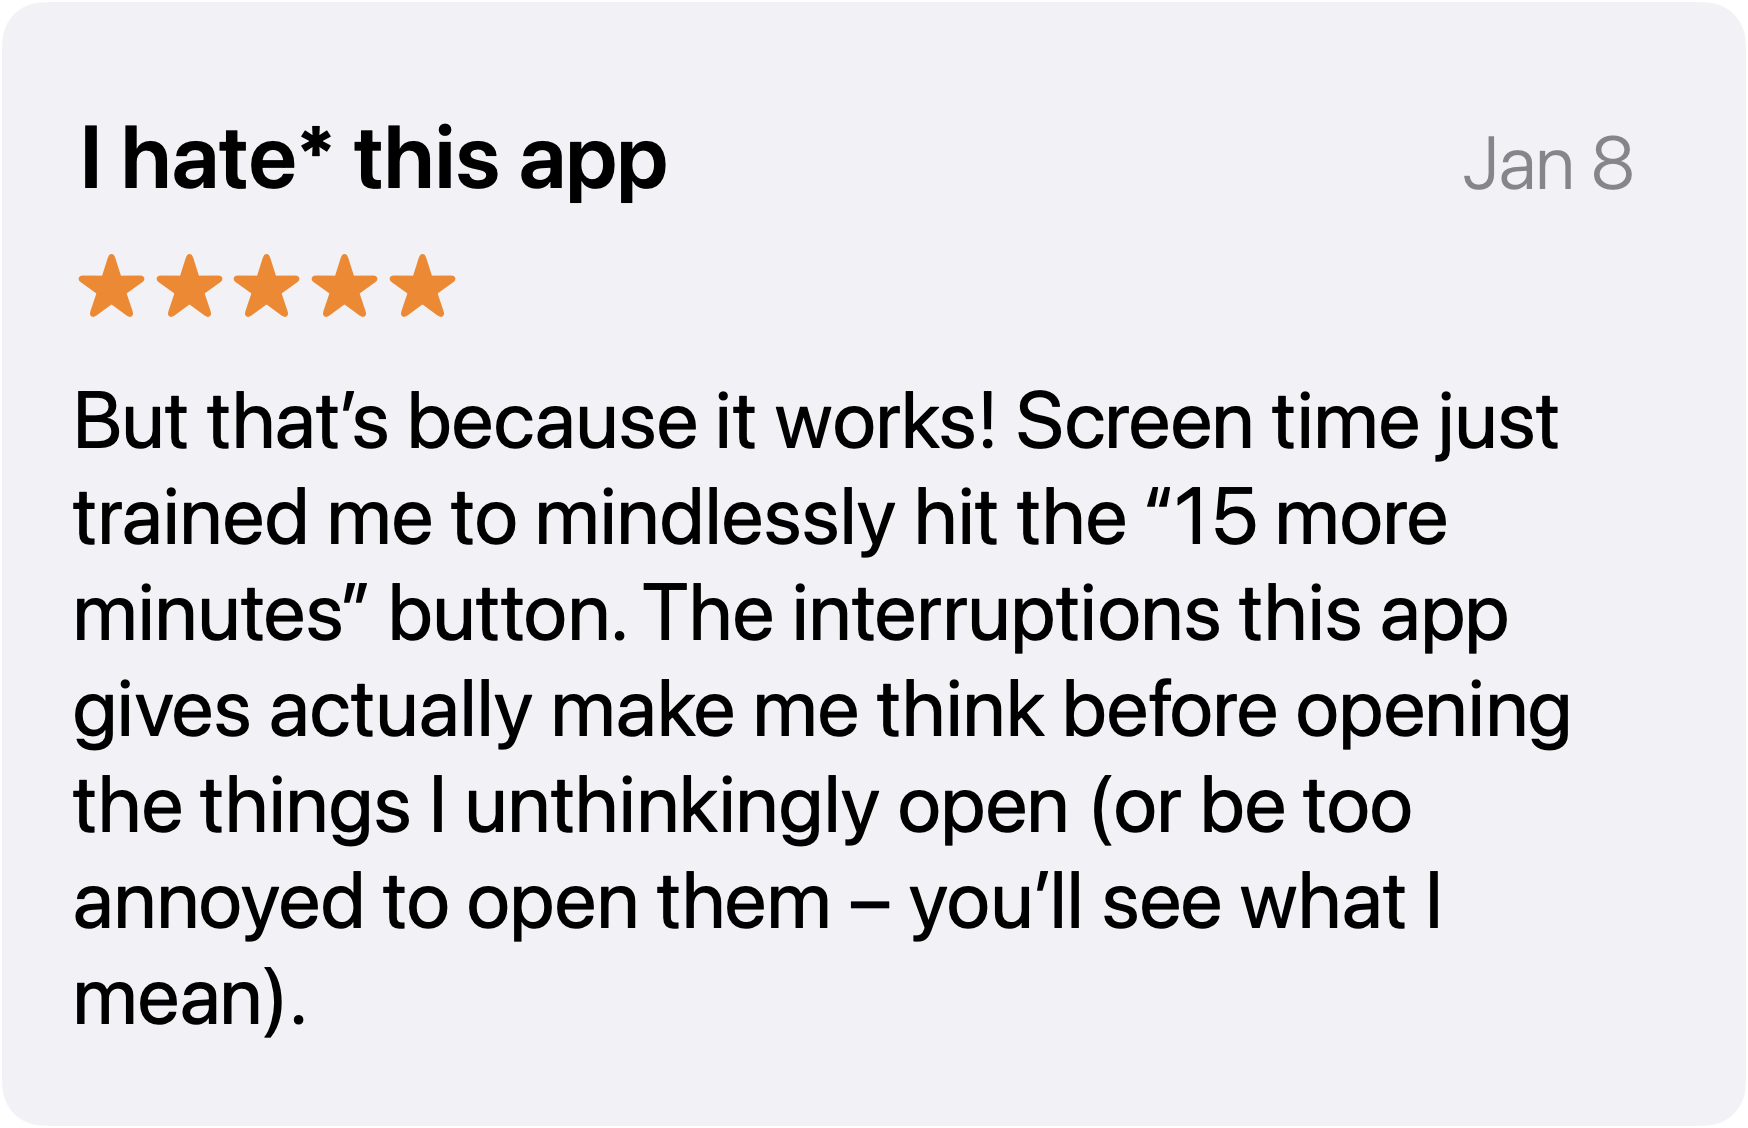 I hate* this app
Jan 8
But that’s because it works! Screen time just
trained me to mindlessly hit the “15 more
minutes” button. The interruptions this app
gives actually make me think before opening
the things I unthinkingly open (or be too
annoyed to open them – you’ll see what I
mean).